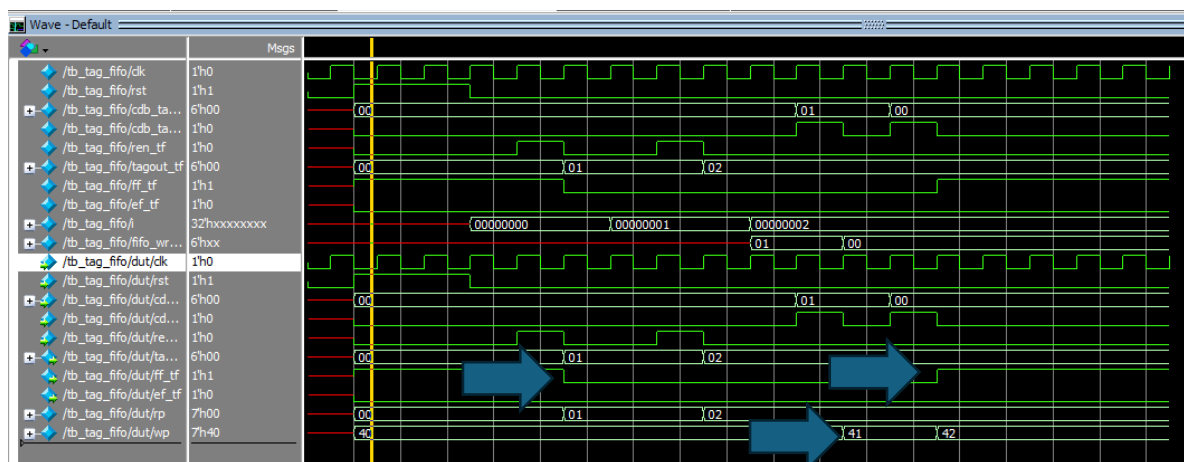 Wave - Default
Msgs
/tb_tag_fifo/clk 1'h0
/tb_tag_fifo/rst 1'h1
/tb_tag_fifo/cdb_ta... 6'h00 00 01 00
/tb_tag_fifo/cdb_ta... 1'h0
/tb_tag_fifo/ren_tf 1'h0
/tb_tag_fifo/tagout_tf 6'h00 00 01 02
/tb_tag_fifo/ff_tf 1'h1
/tb_tag_fifo/ef_tf 1'h0
/tb_tag_fifo/i 32'hxxxxxxxx 00000000 00000001 00000002
/tb_tag_fifo/fifo_wr... 6'hxx 01 00
/tb_tag_fifo/dut/clk 1'h0
/tb_tag_fifo/dut/rst 1'h1
/tb_tag_fifo/dut/cd... 6'h00 00 01 00
/tb_tag_fifo/dut/cd... 1'h0
/tb_tag_fifo/dut/re... 1'h0
/tb_tag_fifo/dut/ta... 6'h00 00 01 02
/tb_tag_fifo/dut/ff_tf 1'h1
/tb_tag_fifo/dut/ef_tf 1'h0
/tb_tag_fifo/dut/rp 7'h00 00 01 02
/tb_tag_fifo/dut/wp 7'h40 40 41 42